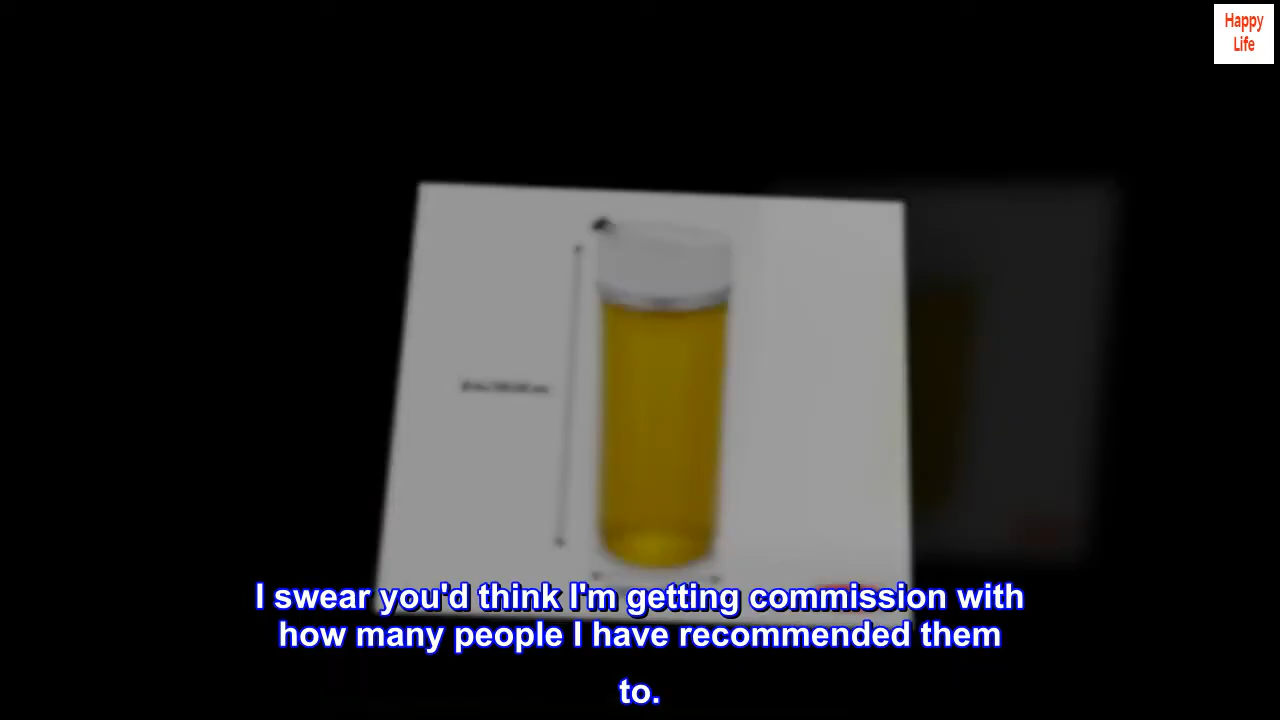 Happy
Life
I swear you'd think I'm getting commission with
how many people I have recommended them
to.